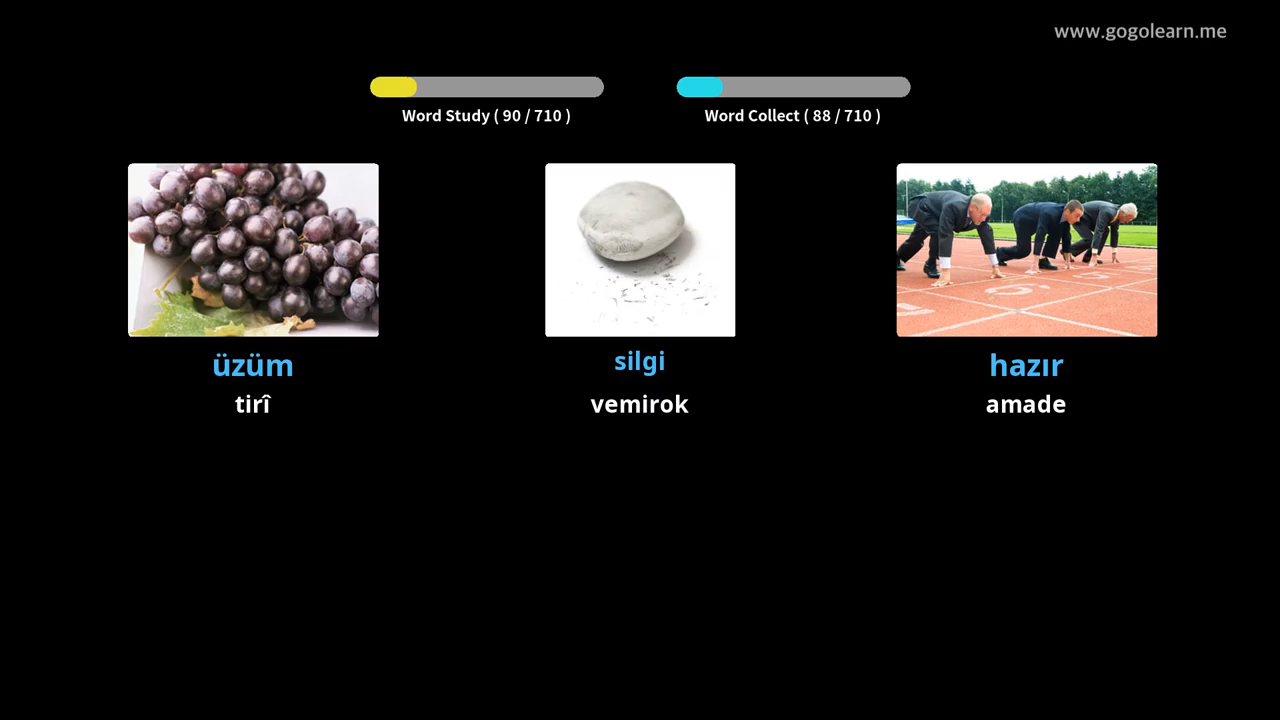 www.gogolearn.me
Word Study ( 90 / 710 )
Word Collect ( 88 / 710 )
üzüm
silgi
hazır
tirî
vemirok
amade